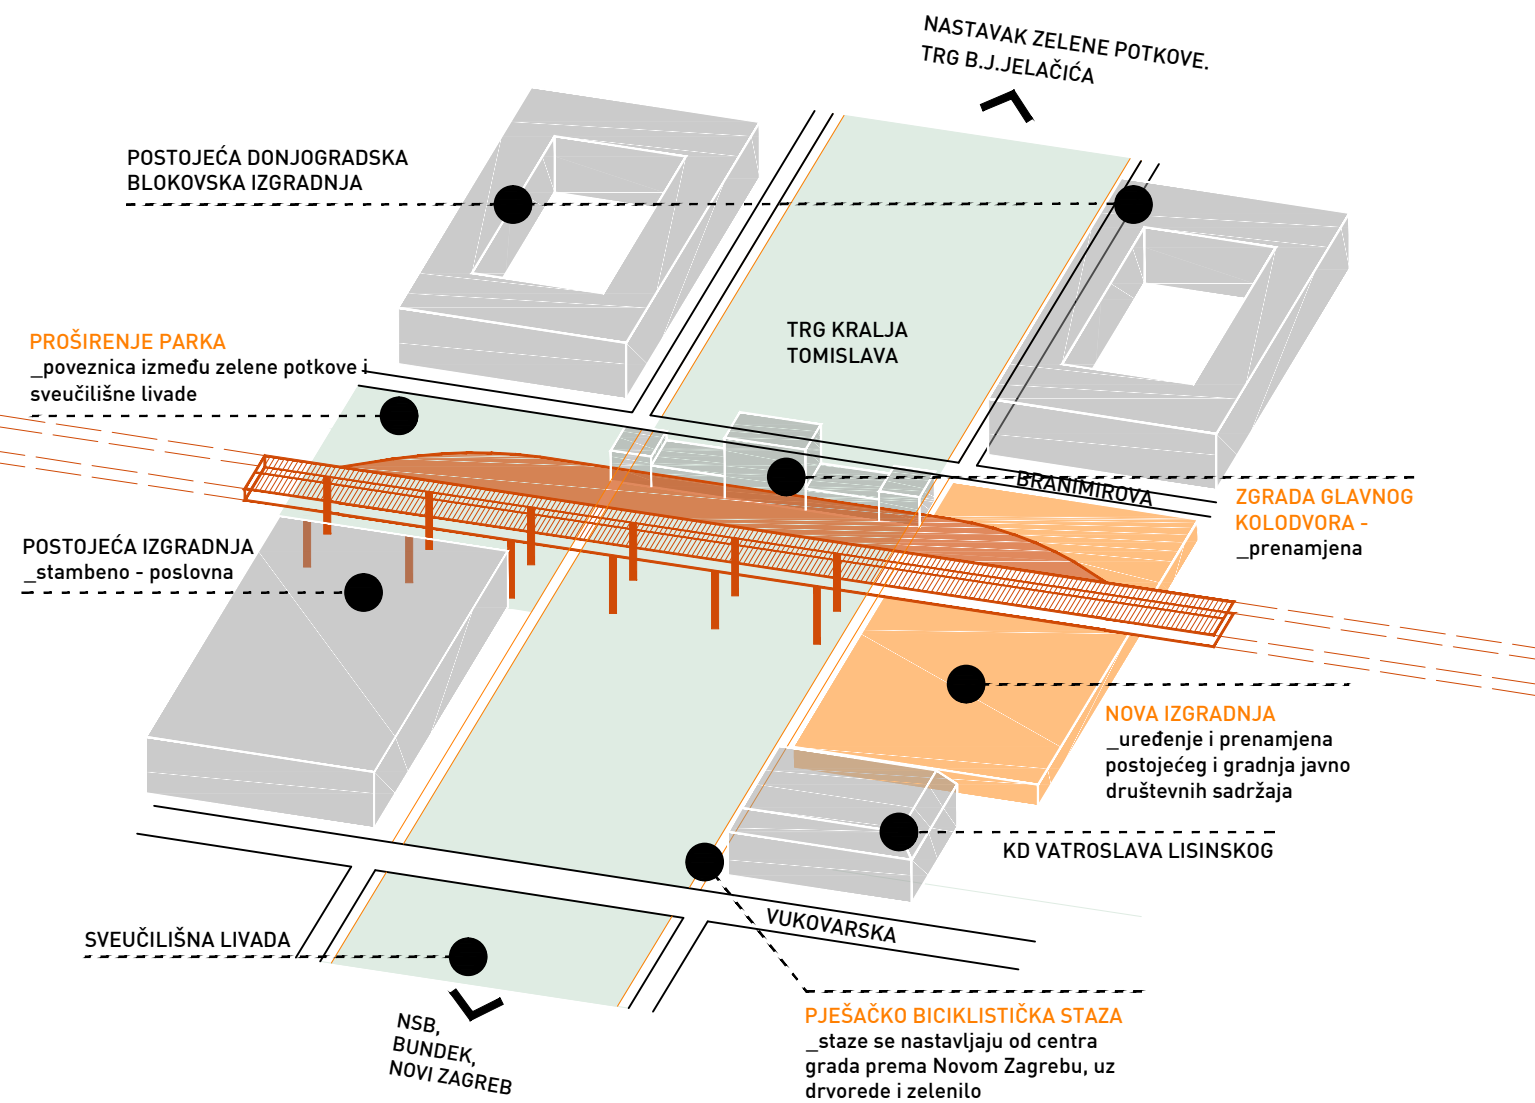 NASTAVAK ZELENE POTKOVE.
TRG B.J.JELAČIĆA
POSTOJEĆA DONJOGRADSKA
BLOKOVSKA IZGRADNJA
TRG KRALJA
TOMISLAVA
PROŠIRENJE PARKA
_poveznica između zelene potkove i
sveučilišne livade
BRANIMIROVA
ZGRADA GLAVNOG
KOLODVORA -
_prenamjena
POSTOJEĆA IZGRADNJA
_stambeno - poslovna
NOVA IZGRADNJA
_uređenje i prenamjena
postojećeg i gradnja javno
društevnih sadržaja
KD VATROSLAVA LISINSKOG
VUKOVARSKA
SVEUČILIŠNA LIVADA
NSB,
BUNDEK,
NOVI ZAGREB
PJEŠAČKO BICIKLISTIČKA STAZA
_staze se nastavljaju od centra
grada prema Novom Zagrebu, uz
drvorede i zelenilo